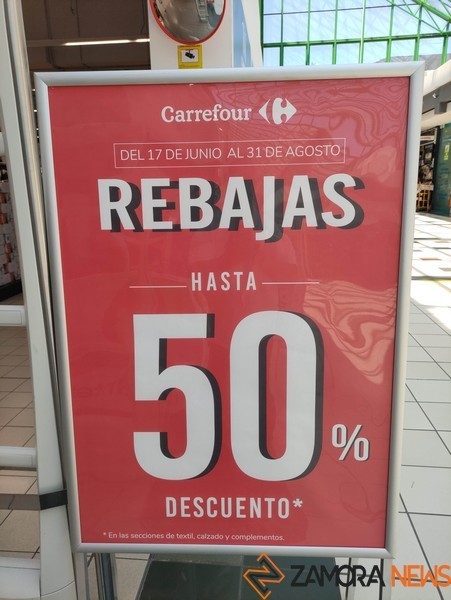 Carrefour
DEL 17 DE JUNIO AL 31 DE AGOSTO
REBAJAS
HASTA
50%
DESCUENTO*
* En las secciones de textil, calzado y complementos.
ZAMORA NEWS